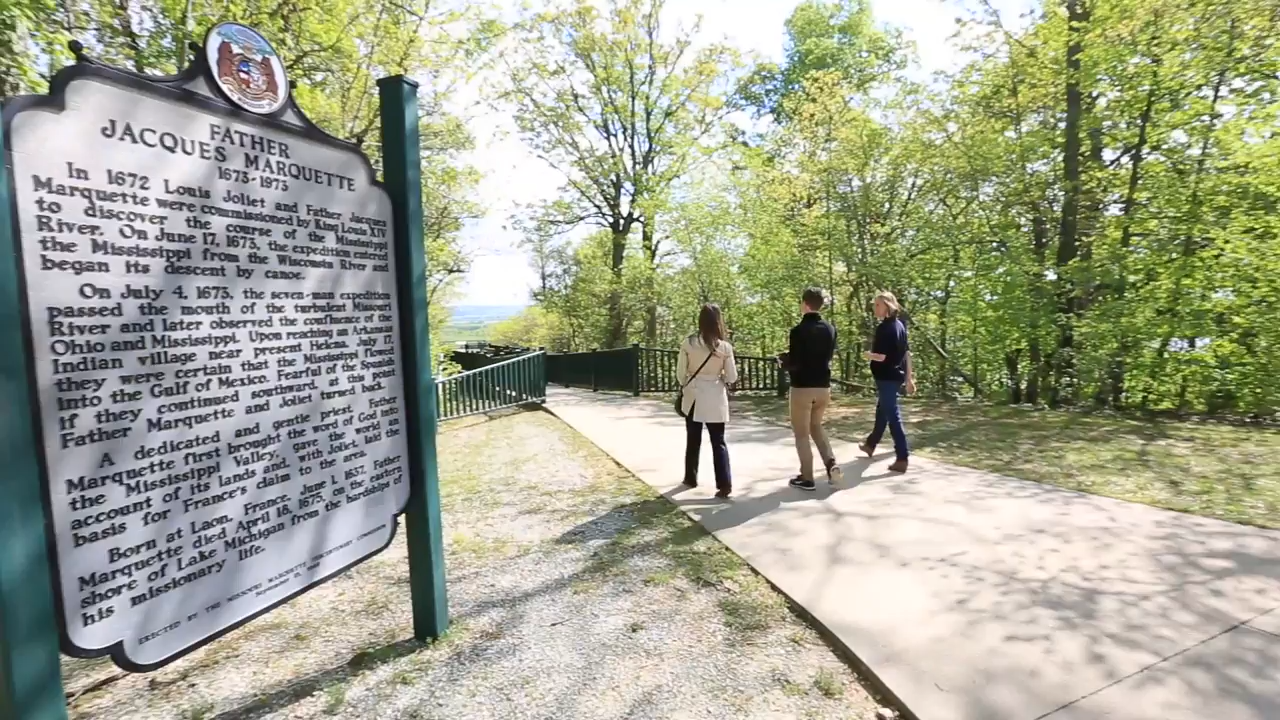 FATHER
JACQUES MARQUETTE
1673-1973
In 1672 Louis Joliet and Father Jacques
Marquette were commissioned by King Louis XIV
to discover the course of the Mississippi
River. On June 17, 1673, the expedition entered
the Mississippi from the Wisconsin River and
began its descent by canoe.
On July 4, 1673, the seven-man expedition
passed the mouth of the turbulent Missouri
River and later observed the confluence of the
Ohio and Mississippi. Upon reaching an Arkansas
Indian village near present Helena, July 17,
they were certain that the Mississippi flowed
into the Gulf of Mexico. Fearful of the Spanish
if they continued southward, at this point
Father Marquette and Joliet turned back.
A dedicated and gentle priest, Father
Marquette first brought the word of God into
the Mississippi Valley, gave the world an
account of its lands and, with Joliet, laid the
basis for France's claim to the area.
Born at Laon, France, June 1, 1637, Father
Marquette died April 18, 1675, on the eastern
shore of Lake Michigan from the hardships of
his missionary life.
ERECTED BY THE MISSOURI MARQUETTE TRICENTENARY COMMISSION